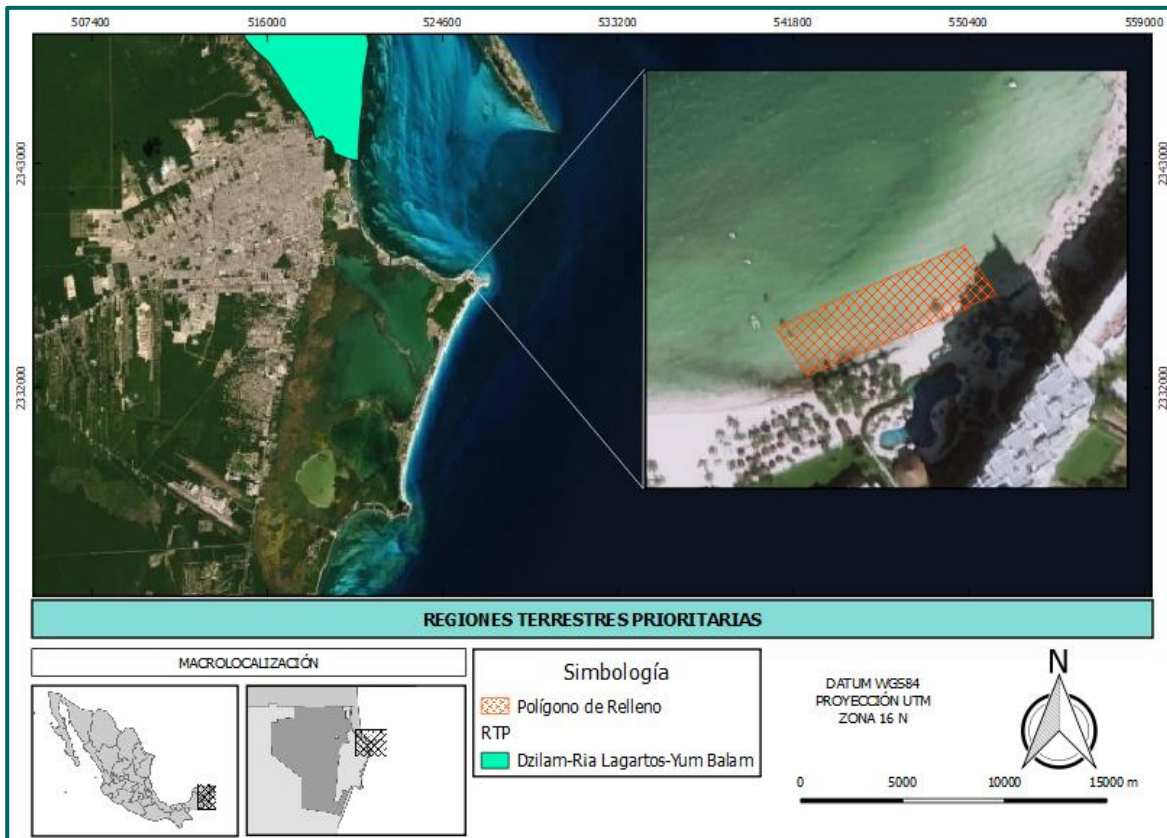 507400 516000 524600 533200 541800 550400 559000
2343000 2343000
2332000 2332000
REGIONES TERRESTRES PRIORITARIAS
MACROLOCALIZACIÓN
Simbología
Polígono de Relleno
RTP
Dzilam-Ria Lagartos-Yum Balam
DATUM WGS84
PROYECCIÓN UTM
ZONA 16 N
N
0 5000 10000 15000 m